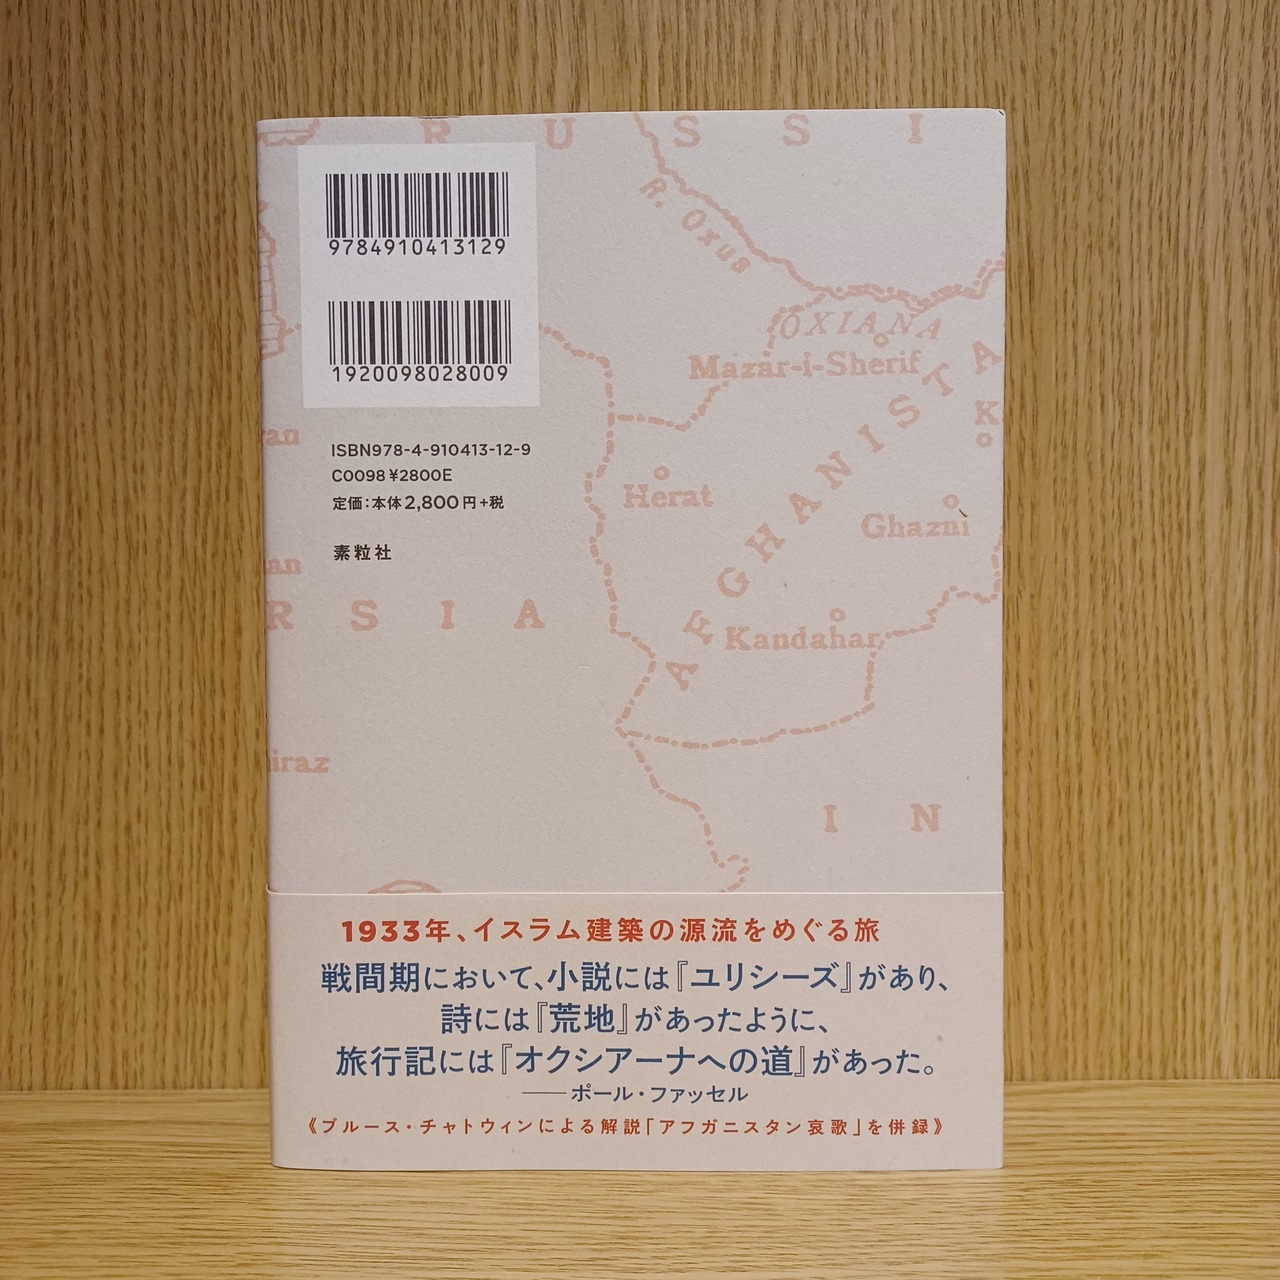 R U S S I
9784910413129
R. Oxus
1920098028009
OXIANA
Mazar-i-Sherif
AFGHANISTA
K
ISBN978-4-910413-12-9
C0098 ¥2800E
定価:本体2,800円+税
Herat
Ghazni
素粒社
an
R S I A
Kandahar
iraz
I N
1933年、イスラム建築の源流をめぐる旅
戦間期において、小説には『ユリシーズ』があり、
詩には『荒地』があったように、
旅行記には『オクシアーナへの道』があった。
――ポール・ファッセル
《ブルース・チャトウィンによる解説「アフガニスタン哀歌」を併録》